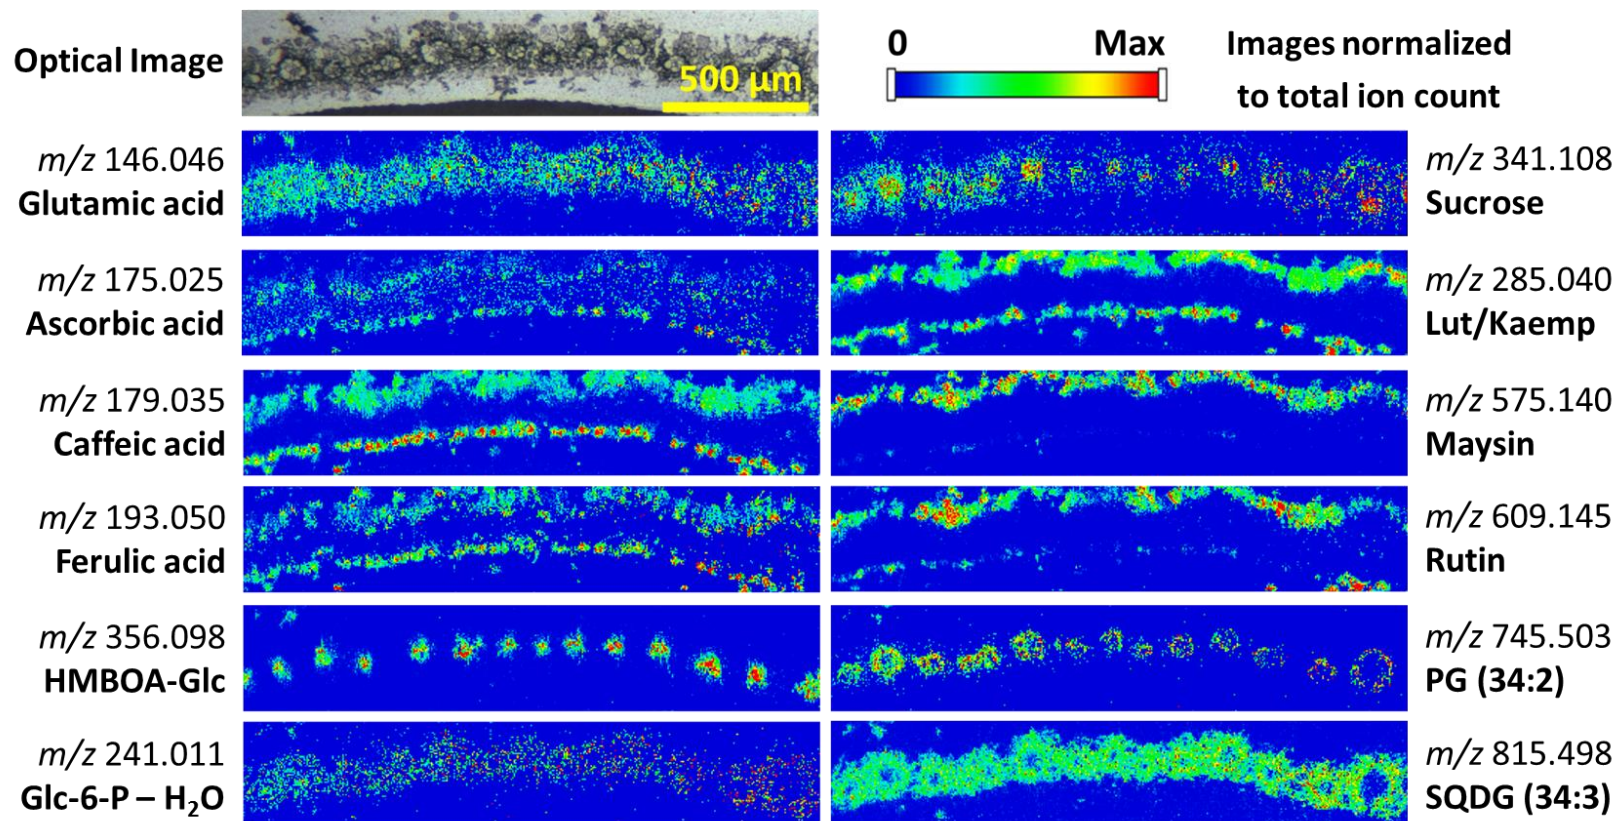 Optical Image
500 μm
0 Max
Images normalized
to total ion count
m/z 146.046
Glutamic acid
m/z 341.108
Sucrose
m/z 175.025
Ascorbic acid
m/z 285.040
Lut/Kaemp
m/z 179.035
Caffeic acid
m/z 575.140
Maysin
m/z 193.050
Ferulic acid
m/z 609.145
Rutin
m/z 356.098
HMBOA-Glc
m/z 745.503
PG (34:2)
m/z 241.011
Glc-6-P – H₂O
m/z 815.498
SQDG (34:3)